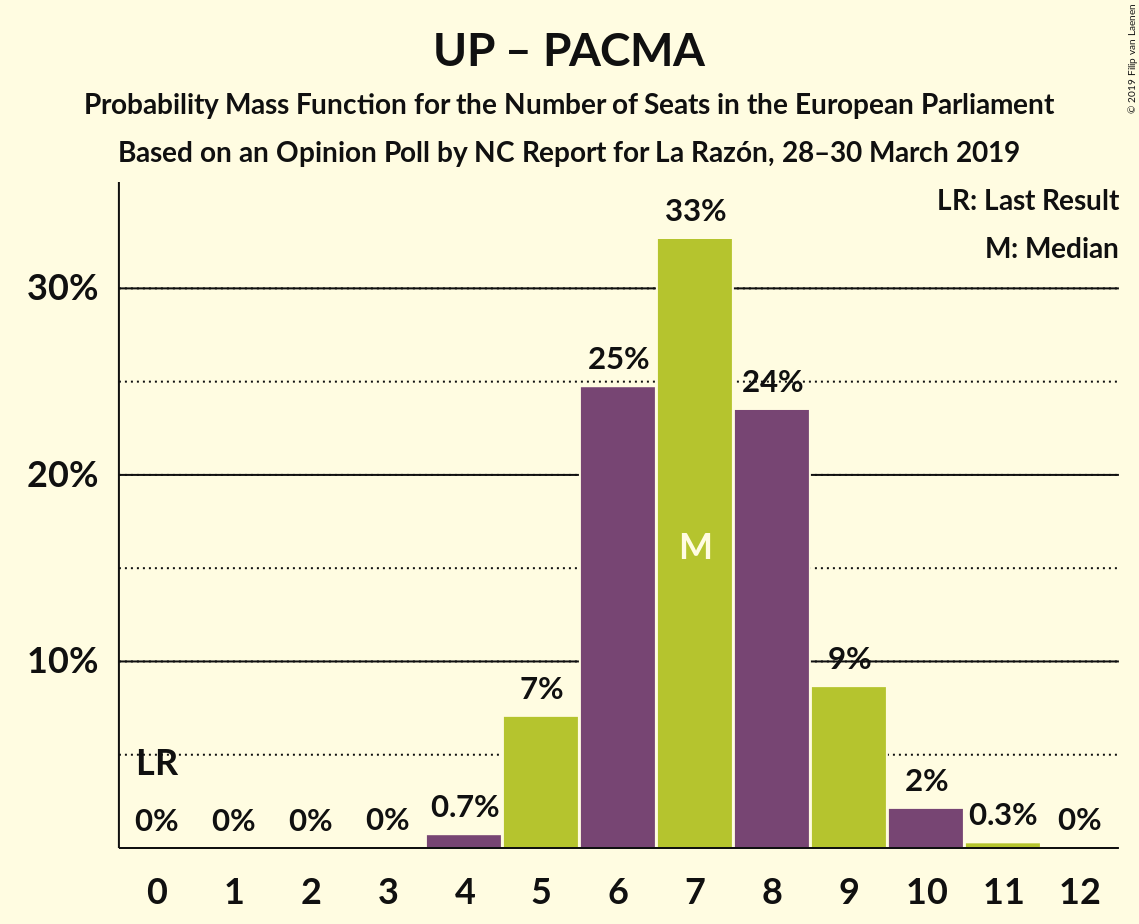 UP – PACMA
Probability Mass Function for the Number of Seats in the European Parliament
Based on an Opinion Poll by NC Report for La Razón, 28–30 March 2019
© 2019 Filip van Laenen
LR: Last Result
M: Median
33%
30%
25%
24%
20%
M
10%
9%
7%
LR
2%
0% 0% 0% 0% 0.7% 0.3% 0%
0 1 2 3 4 5 6 7 8 9 10 11 12